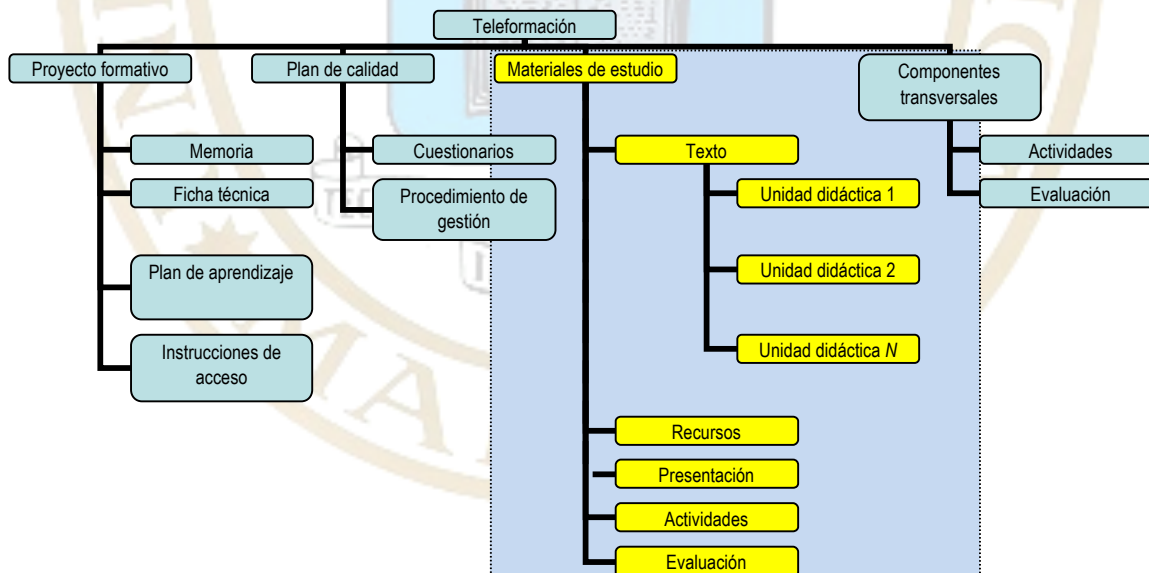 Teleformación
Proyecto formativo
Plan de calidad
Materiales de estudio
Componentes
transversales
Memoria
Ficha técnica
Plan de aprendizaje
Instrucciones de
acceso
Cuestionarios
Procedimiento de
gestión
Texto
Unidad didáctica 1
Unidad didáctica 2
Unidad didáctica N
Recursos
Presentación
Actividades
Evaluación
Actividades
Evaluación